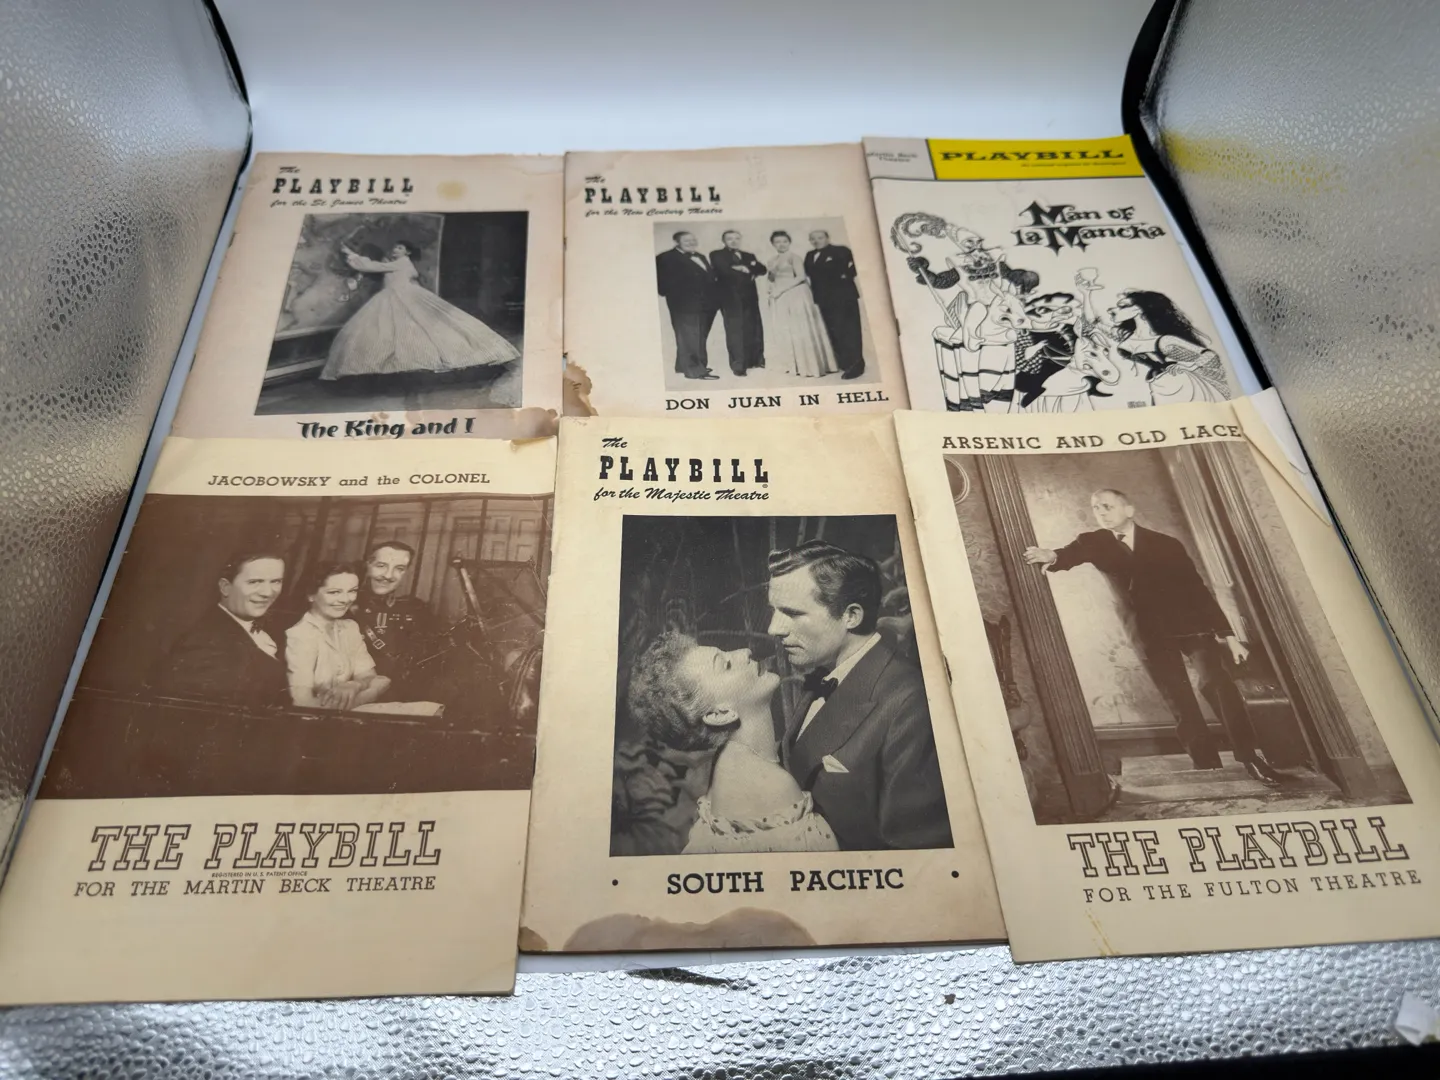 The
PLAYBILL
for the St. James Theatre
The King and I
The
PLAYBILL
for the New Century Theatre
DON JUAN IN HELL
Martin Beck
Theatre
PLAYBILL
Man of
la Mancha
JACOBOWSKY and the COLONEL
THE PLAYBILL
REGISTERED IN U. S. PATENT OFFICE
FOR THE MARTIN BECK THEATRE
The
PLAYBILL
for the Majestic Theatre
• SOUTH PACIFIC •
ARSENIC AND OLD LACE
THE PLAYBILL
FOR THE FULTON THEATRE